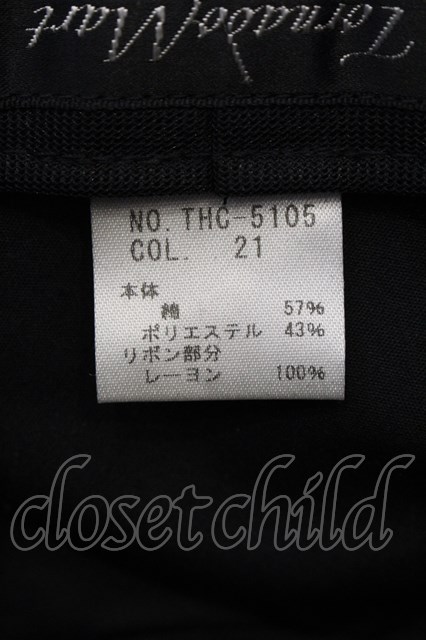 TornadoMart
NO. THC-5105
COL. 21
本体
綿 57%
ポリエステル 43%
リボン部分
レーヨン 100%
closetchild